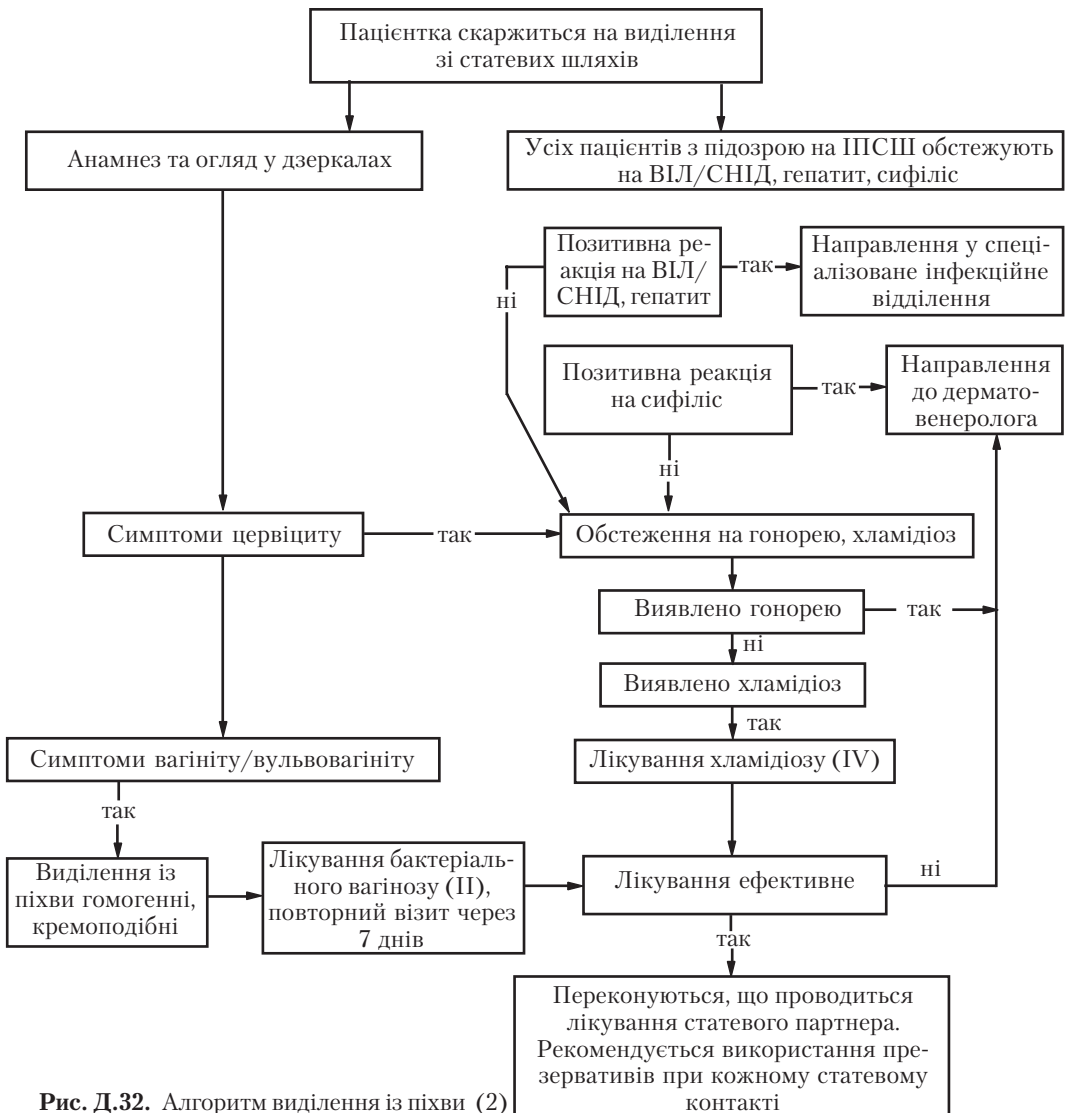 Пацієнтка скаржиться на виділення
зі статевих шляхів
Анамнез та огляд у дзеркалах
Усіх пацієнтів з підозрою на ІПСШ обстежують
на ВІЛ/СНІД, гепатит, сифіліс
Позитивна ре-
акція на ВІЛ/
СНІД, гепатит
так
Направлення у спеці-
алізоване інфекційне
відділення
ні
Позитивна реакція
на сифіліс
так
Направлення
до дермато-
венеролога
ні
Симптоми цервіциту
так
Обстеження на гонорею, хламідіоз
Виявлено гонорею
так
ні
Виявлено хламідіоз
так
Симптоми вагініту/вульвовагініту
Лікування хламідіозу (IV)
так
Виділення із
піхви гомогенні,
кремоподібні
Лікування бактеріаль-
ного вагінозу (II),
повторний візит через
7 днів
Лікування ефективне
ні
так
Переконуються, що проводиться
лікування статевого партнера.
Рекомендується використання пре-
зервативів при кожному статевому
контакті
Рис. Д.32. Алгоритм виділення із піхви (2)